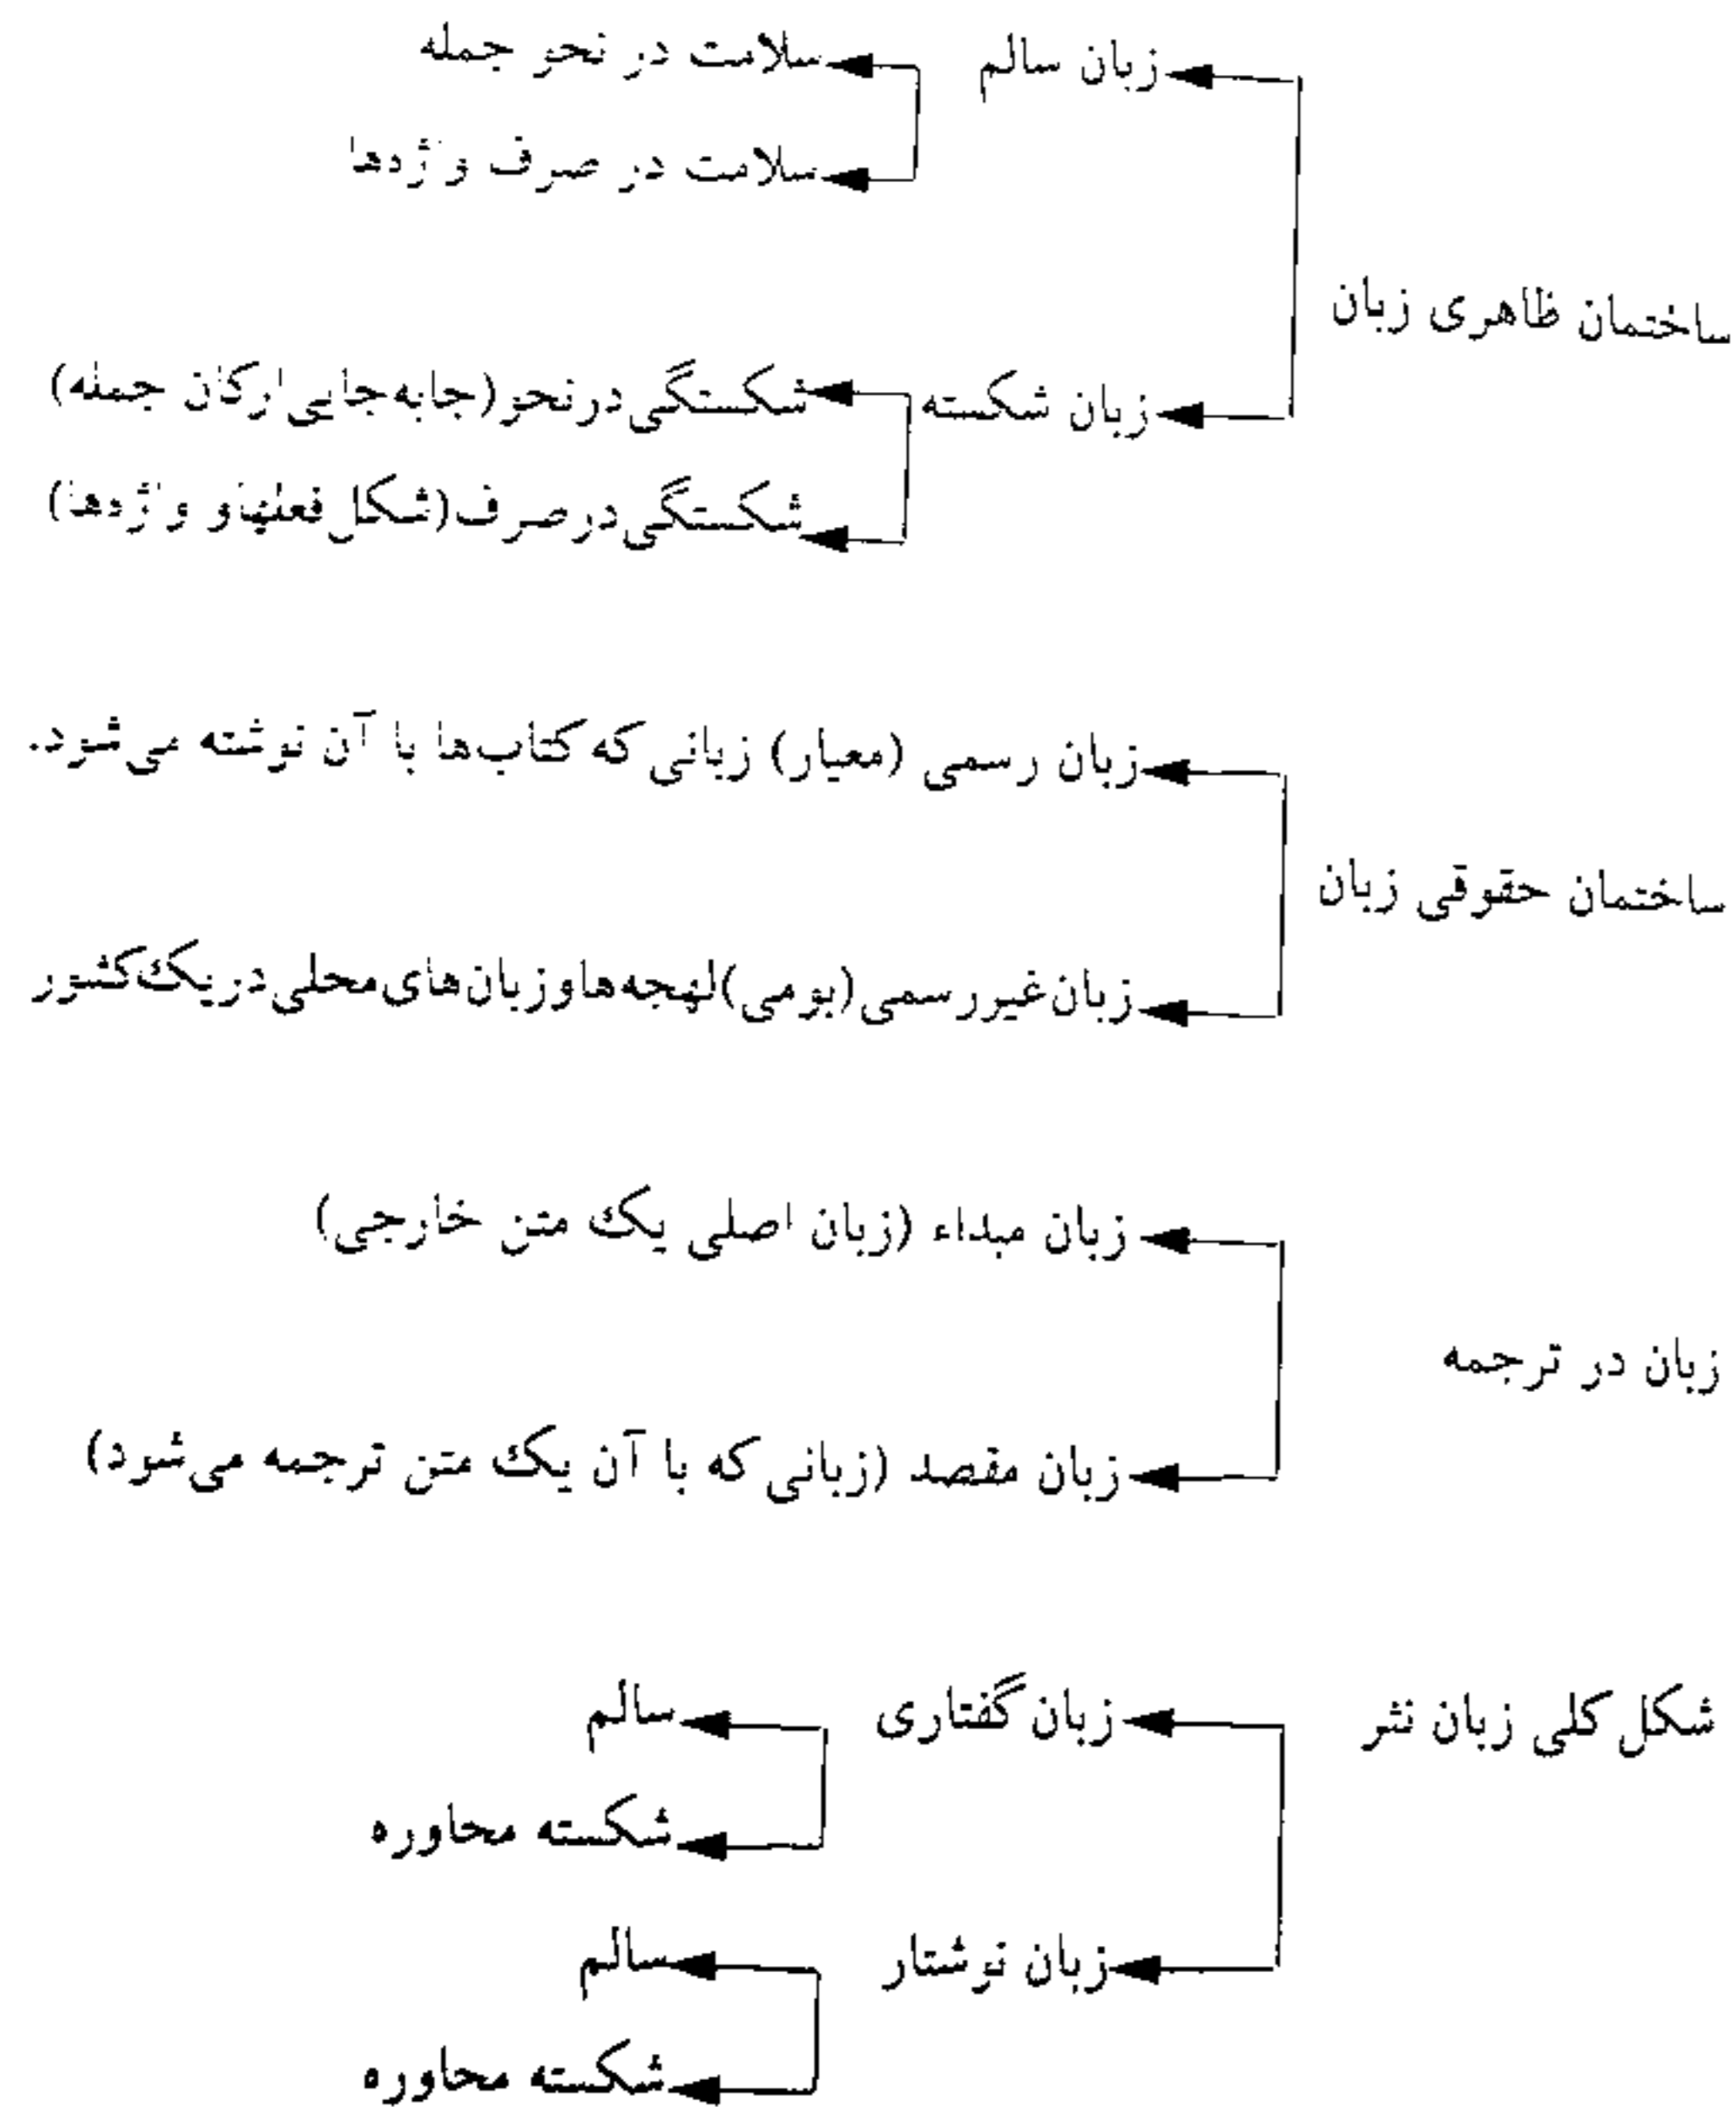 ساختمان ظاهری زبان
زبان سالم
سلامت در نحو جمله
سلامت در صرف واژه‌ها
زبان شکسته
شکستگی در نحو (جابه‌جایی ارکان جمله)
شکستگی در صرف (شکل فعلها و واژه‌ها)
ساختمان حقوقی زبان
زبان رسمی (معیار) زبانی که کتاب‌ها با آن نوشته می‌شود.
زبان غیر رسمی (بومی) لهجه‌ها و زبان‌های محلی در یک کشور
زبان در ترجمه
زبان مبداء (زبان اصلی یک متن خارجی)
زبان مقصد (زبانی که با آن یک متن ترجمه می‌شود)
شکل کلی زبان نثر
زبان گفتاری
سالم
شکسته محاوره
زبان نوشتار
سالم
شکسته محاوره